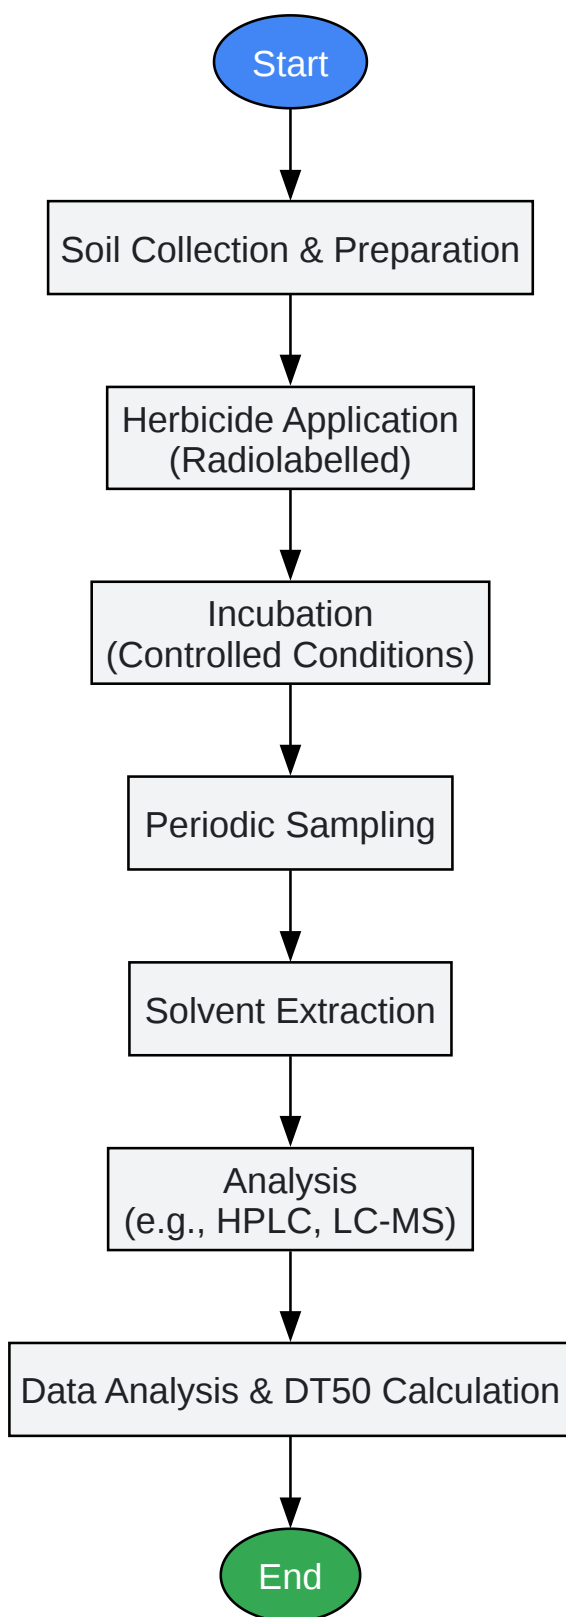 Start
Soil Collection & Preparation
Herbicide Application
(Radiolabelled)
Incubation
(Controlled Conditions)
Periodic Sampling
Solvent Extraction
Analysis
(e.g., HPLC, LC-MS)
Data Analysis & DT50 Calculation
End